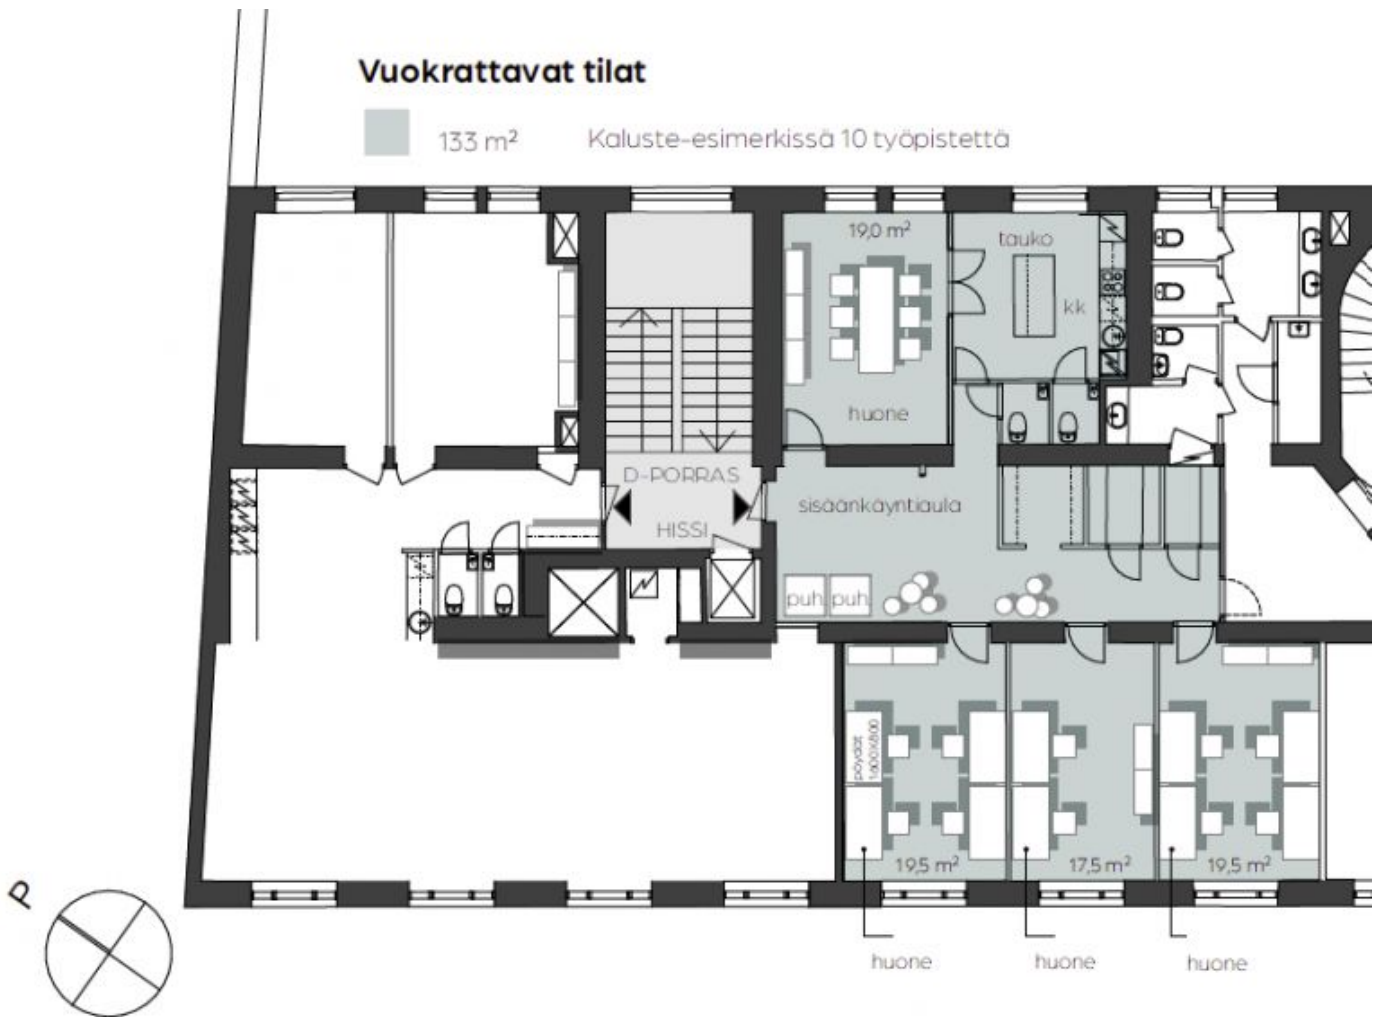 Vuokrattavat tilat
133 m² Kaluste-esimerkissä 10 työpistettä
19,0 m²
tauko
kk
huone
D-PORRAS
HISSI
sisäänkäyntiaula
puh. puh.
pöydät
1600X800
19,5 m²
17,5 m²
19,5 m²
P
huone
huone
huone